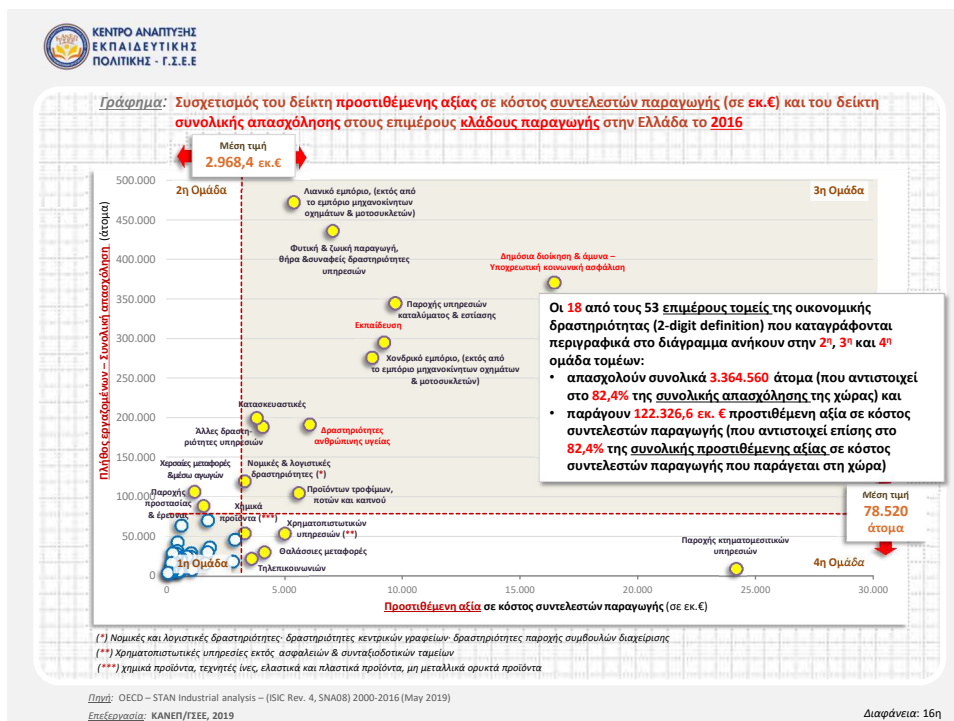 ΚΕΝΤΡΟ ΑΝΑΠΤΥΞΗΣ
ΕΚΠΑΙΔΕΥΤΙΚΗΣ
ΠΟΛΙΤΙΚΗΣ - Γ.Σ.Ε.Ε
Γράφημα: Συσχετισμός του δείκτη προστιθέμενης αξίας σε κόστος συντελεστών παραγωγής (σε εκ.€) και του δείκτη
συνολικής απασχόλησης στους επιμέρους κλάδους παραγωγής στην Ελλάδα το 2016
Μέση τιμή
2.968,4 εκ.€
Πλήθος εργαζομένων – Συνολική απασχόληση (άτομα)
500.000
450.000
400.000
350.000
300.000
250.000
200.000
150.000
100.000
50.000
0
2η Ομάδα
3η Ομάδα
Λιανικό εμπόριο, (εκτός από
το εμπόριο μηχανοκίνητων
οχημάτων & μοτοσυκλετών)
Φυτική & ζωική παραγωγή,
θήρα &συναφείς δραστηριότητες
υπηρεσιών
Δημόσια διοίκηση & άμυνα –
Υποχρεωτική κοινωνική ασφάλιση
Παροχής υπηρεσιών
καταλύματος & εστίασης
Εκπαίδευση
Χονδρικό εμπόριο, (εκτός από
το εμπόριο μηχανοκίνητων οχημάτων
& μοτοσυκλετών)
Κατασκευαστικές
Άλλες δραστη-
ριότητες υπηρεσιών
Δραστηριότητες
ανθρώπινης υγείας
Χερσαίες μεταφορές
&μέσω αγωγών
Νομικές & λογιστικές
δραστηριότητες (*)
Προϊόντων τροφίμων,
ποτών και καπνού
Παροχής
προστασίας
& έρευνας
Χημικά
προϊόντα (***)
Χρηματοπιστωτικών
υπηρεσιών (**)
Θαλάσσιες μεταφορές
Τηλεπικοινωνιών
Παροχής κτηματομεσιτικών
υπηρεσιών
1η Ομάδα
4η Ομάδα
Οι 18 από τους 53 επιμέρους τομείς της οικονομικής
δραστηριότητας (2-digit definition) που καταγράφονται
περιγραφικά στο διάγραμμα ανήκουν στην 2η, 3η και 4η
ομάδα τομέων:
• απασχολούν συνολικά 3.364.560 άτομα (που αντιστοιχεί
στο 82,4% της συνολικής απασχόλησης της χώρας) και
• παράγουν 122.326,6 εκ. € προστιθέμενη αξία σε κόστος
συντελεστών παραγωγής (που αντιστοιχεί επίσης στο
82,4% της συνολικής προστιθέμενης αξίας σε κόστος
συντελεστών παραγωγής που παράγεται στη χώρα)
Μέση τιμή
78.520
άτομα
0
5.000
10.000
15.000
20.000
25.000
30.000
Προστιθέμενη αξία σε κόστος συντελεστών παραγωγής (σε εκ.€)
(*) Νομικές και λογιστικές δραστηριότητες· δραστηριότητες κεντρικών γραφείων· δραστηριότητες παροχής συμβουλών διαχείρισης
(**) Χρηματοπιστωτικές υπηρεσίες εκτός ασφαλειών & συνταξιοδοτικών ταμείων
(***) χημικά προϊόντα, τεχνητές ίνες, ελαστικά και πλαστικά προϊόντα, μη μεταλλικά ορυκτά προϊόντα
Πηγή: OECD – STAN Industrial analysis – (ISIC Rev. 4, SNA08) 2000-2016 (May 2019)
Επεξεργασία: ΚΑΝΕΠ/ΓΣΕΕ, 2019
Διαφάνεια: 16η